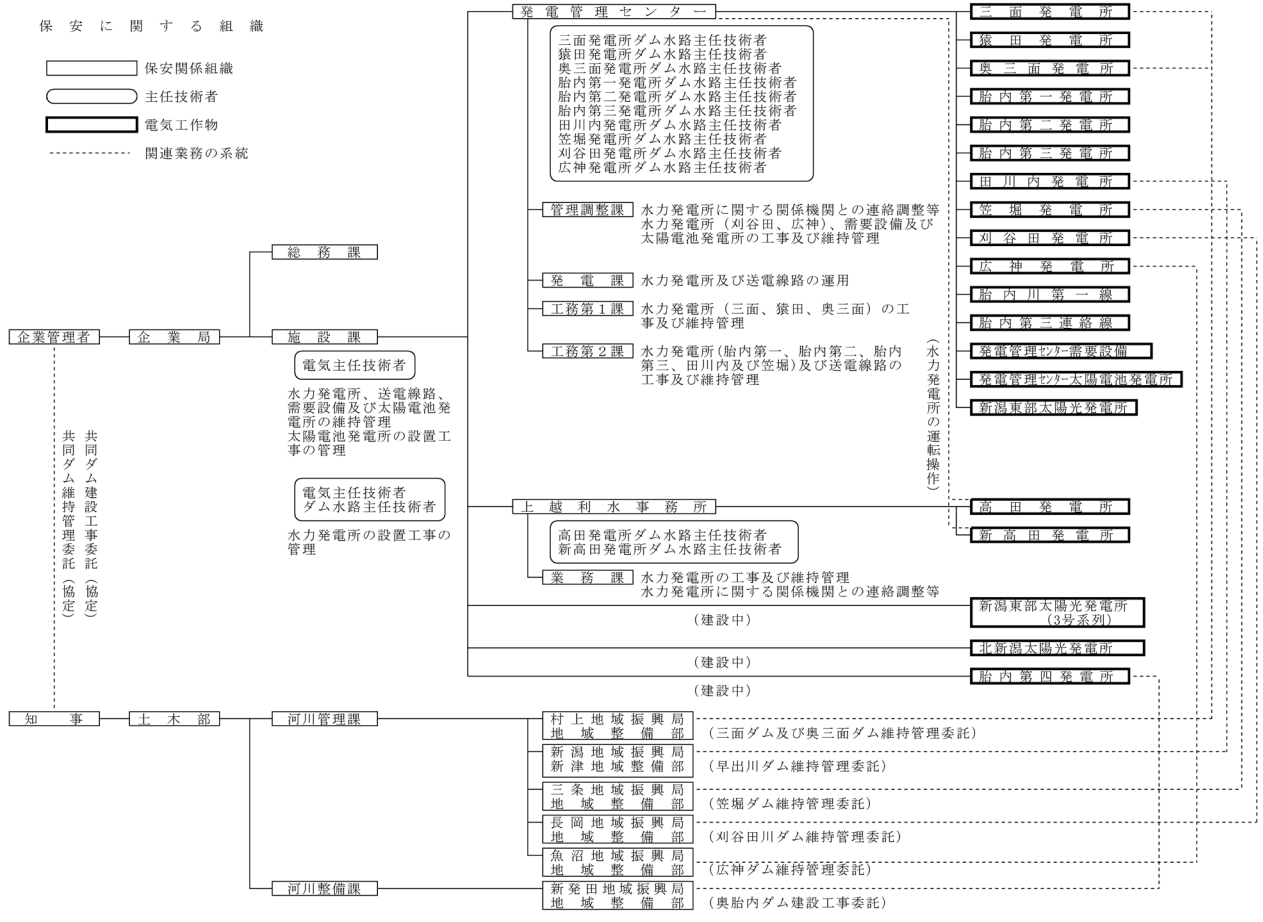 保安に関する組織
保安関係組織
主任技術者
電気工作物
関連業務の系統
企業管理者
企業局
総務課
施設課
電気主任技術者
水力発電所、送電線路、
需要設備及び太陽電池発
電所の維持管理
太陽電池発電所の設置工
事の管理
電気主任技術者
ダム水路主任技術者
水力発電所の設置工事の
管理
共同ダム建設工事委託(協定)
共同ダム維持管理委託(協定)
発電管理センター
三面発電所ダム水路主任技術者
猿田発電所ダム水路主任技術者
奥三面発電所ダム水路主任技術者
胎内第一発電所ダム水路主任技術者
胎内第二発電所ダム水路主任技術者
胎内第三発電所ダム水路主任技術者
田川内発電所ダム水路主任技術者
笠堀発電所ダム水路主任技術者
刈谷田発電所ダム水路主任技術者
広神発電所ダム水路主任技術者
管理調整課
水力発電所に関する関係機関との連絡調整等
水力発電所(刈谷田、広神)、需要設備及び
太陽電池発電所の工事及び維持管理
発電課
水力発電所及び送電線路の運用
工務第1課
水力発電所(三面、猿田、奥三面)の工
事及び維持管理
工務第2課
水力発電所(胎内第一、胎内第二、胎内
第三、田川内及び笠堀)及び送電線路の
工事及び維持管理
(水力発電所の運転操作)
三面発電所
猿田発電所
奥三面発電所
胎内第一発電所
胎内第二発電所
胎内第三発電所
田川内発電所
笠堀発電所
刈谷田発電所
広神発電所
胎内川第一線
胎内第三連絡線
発電管理センター需要設備
発電管理センター太陽電池発電所
新潟東部太陽光発電所
上越利水事務所
高田発電所ダム水路主任技術者
新高田発電所ダム水路主任技術者
業務課
水力発電所の工事及び維持管理
水力発電所に関する関係機関との連絡調整等
高田発電所
新高田発電所
新潟東部太陽光発電所
(3号系列)
(建設中)
北新潟太陽光発電所
(建設中)
胎内第四発電所
(建設中)
知事
土木部
河川管理課
村上地域振興局
地域整備部
(三面ダム及び奥三面ダム維持管理委託)
新潟地域振興局
新津地域整備部
(早出川ダム維持管理委託)
三条地域振興局
地域整備部
(笠堀ダム維持管理委託)
長岡地域振興局
地域整備部
(刈谷田川ダム維持管理委託)
魚沼地域振興局
地域整備部
(広神ダム維持管理委託)
河川整備課
新発田地域振興局
地域整備部
(奥胎内ダム建設工事委託)